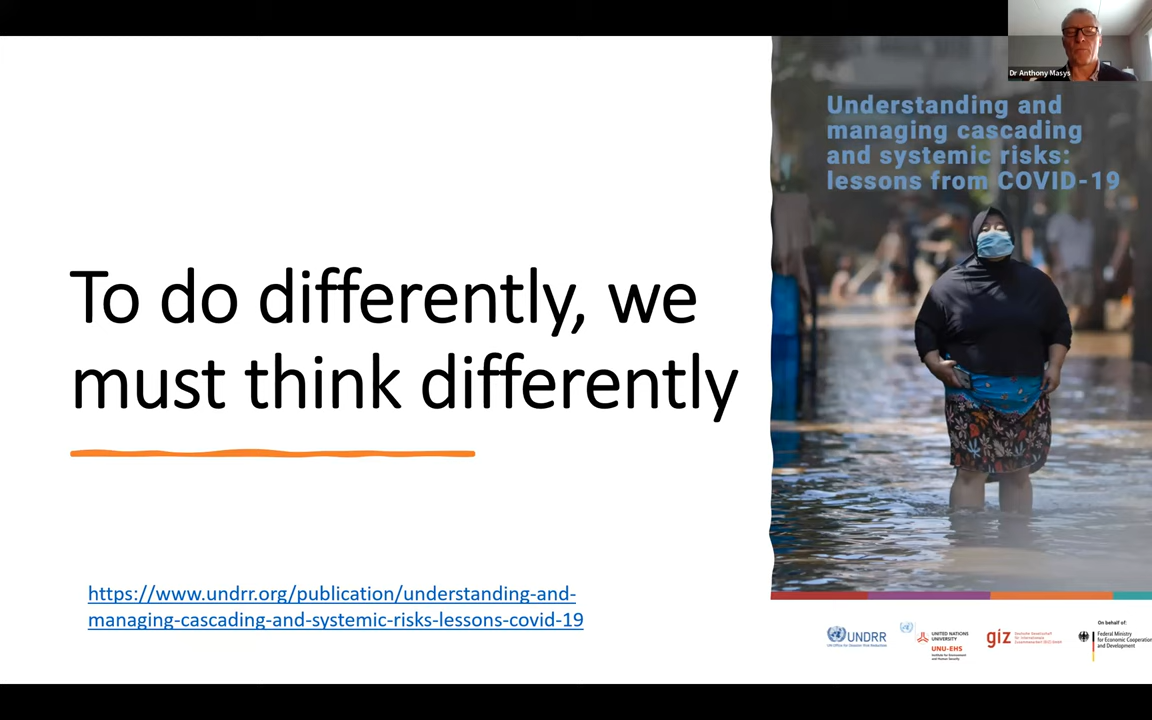 Dr Anthony Masys
Understanding and
managing cascading
and systemic risks:
lessons from COVID-19
To do differently, we
must think differently
https://www.undrr.org/publication/understanding-and-
managing-cascading-and-systemic-risks-lessons-covid-19
UNDRR
UN Office for Disaster Risk Reduction
UNITED NATIONS
UNIVERSITY
UNU-EHS
Institute for Environment
and Human Security
giz
Deutsche Gesellschaft
für Internationale
Zusammenarbeit (GIZ) GmbH
On behalf of:
Federal Ministry
for Economic Cooperation
and Development